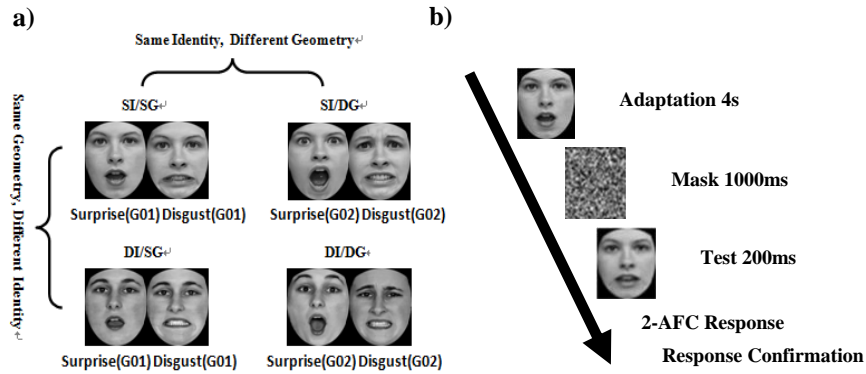 a)
Same Identity, Different Geometry↵
Same Geometry, Different Identity↵
SI/SG↵
SI/DG↵
Surprise(G01) Disgust(G01)
Surprise(G02) Disgust(G02)
DI/SG↵
DI/DG↵
Surprise(G01) Disgust(G01)
Surprise(G02) Disgust(G02)
b)
Adaptation 4s
Mask 1000ms
Test 200ms
2-AFC Response
Response Confirmation